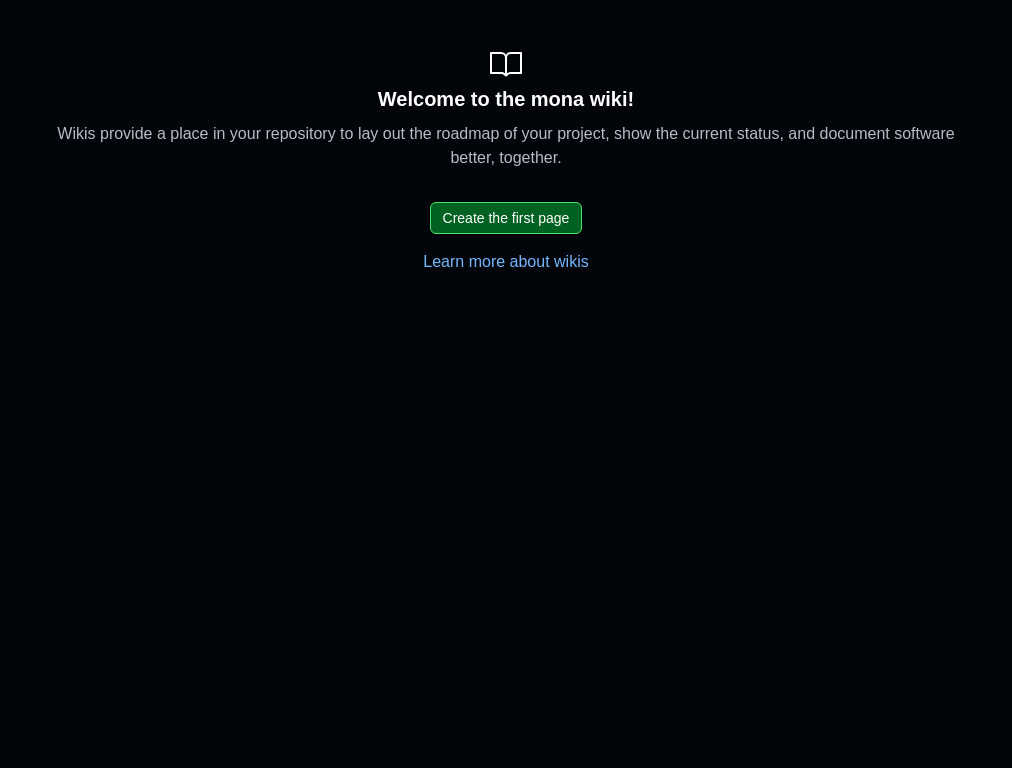 Welcome to the mona wiki!
Wikis provide a place in your repository to lay out the roadmap of your project, show the current status, and document software
better, together.
Create the first page
Learn more about wikis